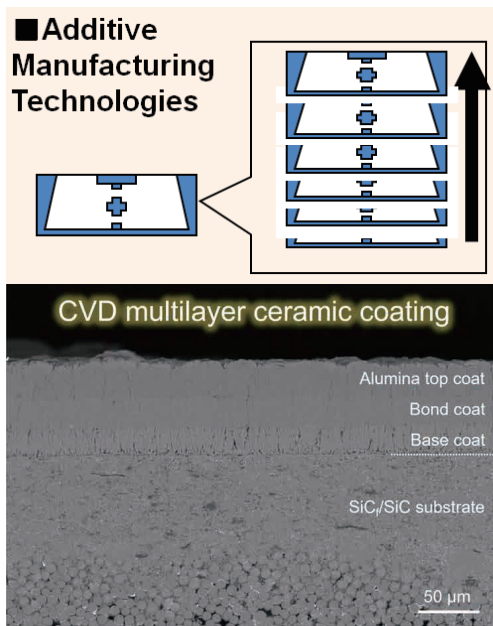 ■Additive
Manufacturing
Technologies
CVD multilayer ceramic coating
Alumina top coat
Bond coat
Base coat
SiCf/SiC substrate
50 µm